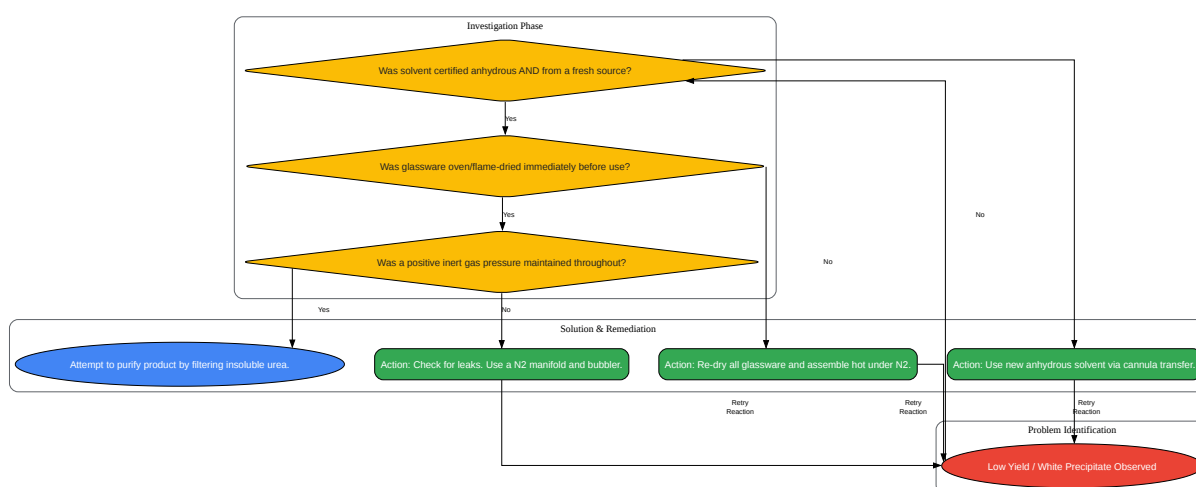 Investigation Phase
Was solvent certified anhydrous AND from a fresh source?
Yes
Was glassware oven/flame-dried immediately before use?
Yes
No
Was a positive inert gas pressure maintained throughout?
No
Yes
No
Solution & Remediation
Attempt to purify product by filtering insoluble urea.
Action: Check for leaks. Use a N2 manifold and bubbler.
Action: Re-dry all glassware and assemble hot under N2.
Action: Use new anhydrous solvent via cannula transfer.
Retry
Reaction
Retry
Reaction
Retry
Reaction
Problem Identification
Low Yield / White Precipitate Observed